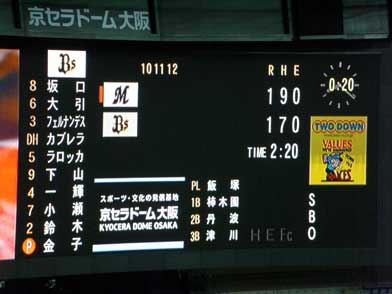 京セラドーム大阪
Bs
8 坂口
6 大引
3 フェルナンデス
DH カブレラ
5 ラロッカ
9 下山
4 一輝
7 小瀬
2 鈴木
P 金子
101112 R H E
M 1 9 0
Bs 1 7 0
TIME 2:20
0:20
TWO DOWN
VALUES
スポーツ・文化の発信基地
京セラドーム大阪
KYOCERA DOME OSAKA
PL 飯塚
1B 柿木園
2B 丹波
3B 津川
H E Fc
S
B
O